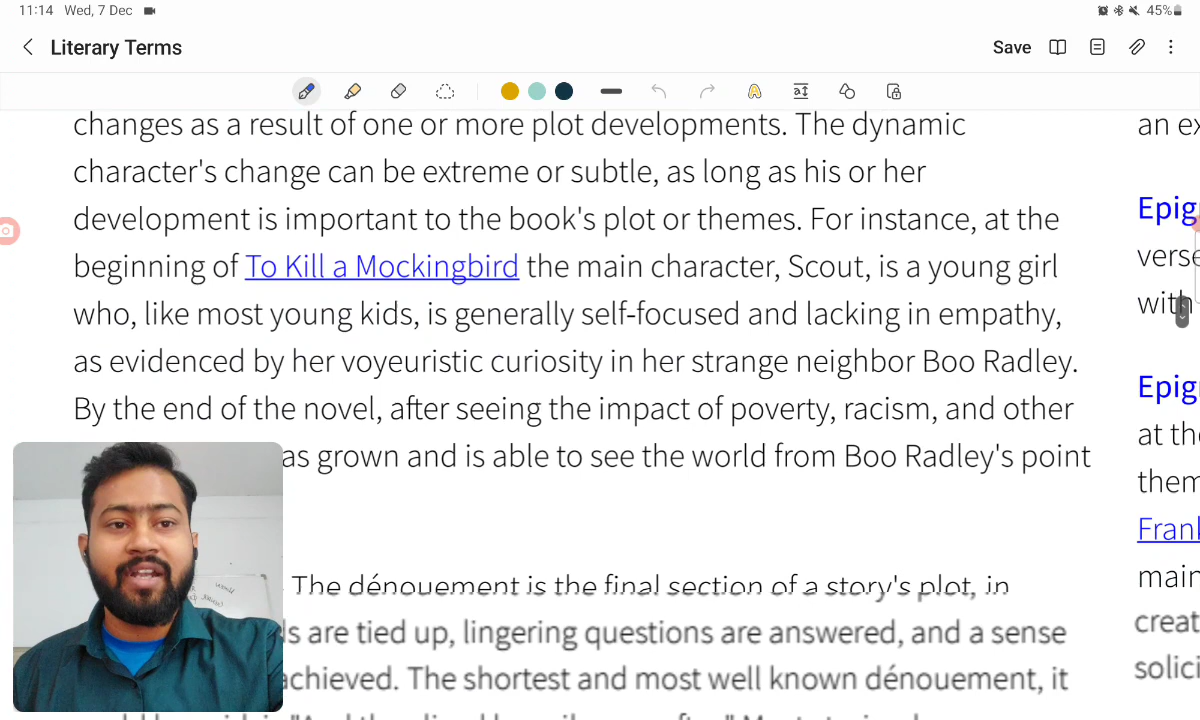 11:14 Wed, 7 Dec 45%
Literary Terms Save
changes as a result of one or more plot developments. The dynamic
character's change can be extreme or subtle, as long as his or her
development is important to the book's plot or themes. For instance, at the
beginning of To Kill a Mockingbird the main character, Scout, is a young girl
who, like most young kids, is generally self-focused and lacking in empathy,
as evidenced by her voyeuristic curiosity in her strange neighbor Boo Radley.
By the end of the novel, after seeing the impact of poverty, racism, and other
as grown and is able to see the world from Boo Radley's point
The dénouement is the final section of a story's plot, in
ds are tied up, lingering questions are answered, and a sense
achieved. The shortest and most well known dénouement, it
an ex
Epig
verse
with
Epig
at the
them
Frank
main
creat
solici